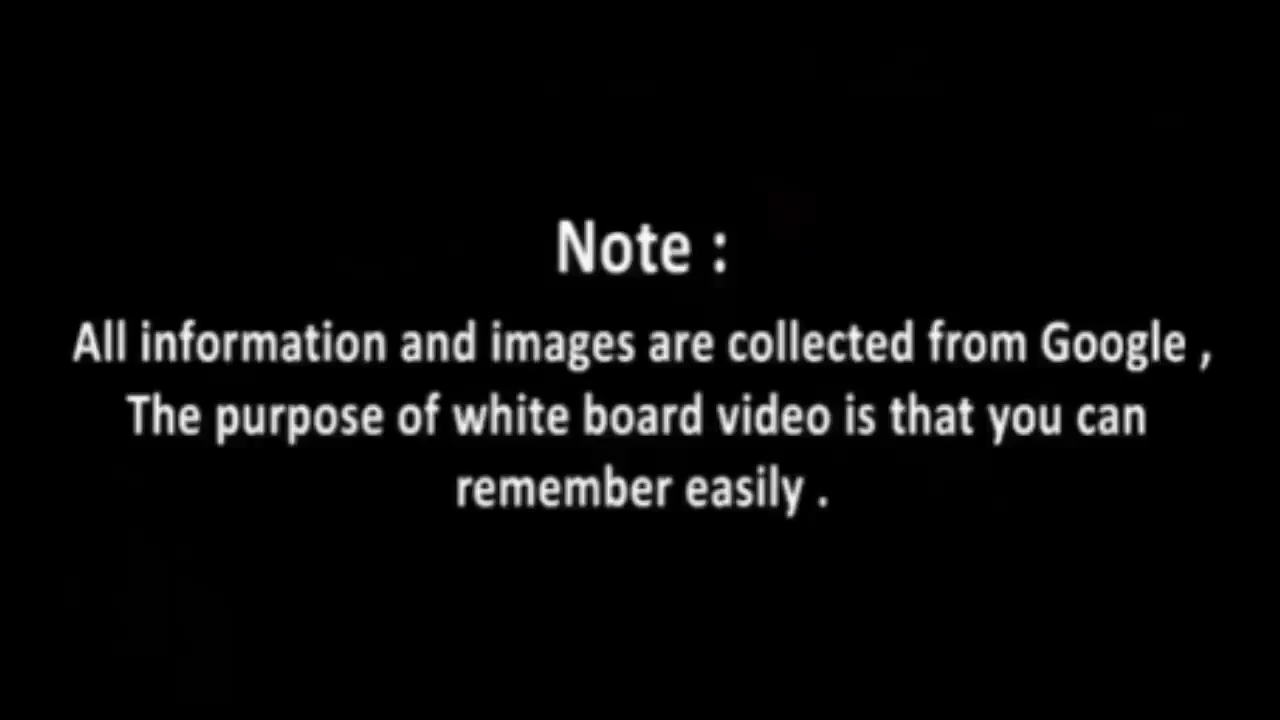 Note :
All information and images are collected from Google ,
The purpose of white board video is that you can
remember easily .